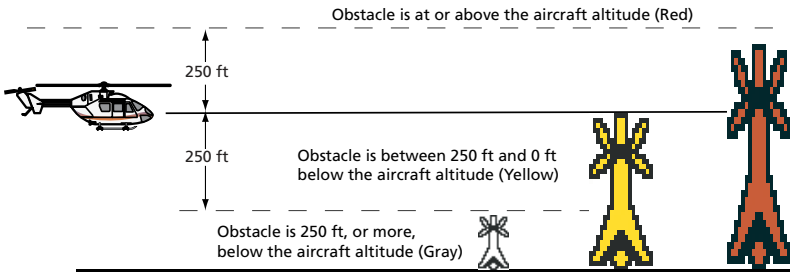 Obstacle is at or above the aircraft altitude (Red)
250 ft
250 ft
Obstacle is between 250 ft and 0 ft
below the aircraft altitude (Yellow)
Obstacle is 250 ft, or more,
below the aircraft altitude (Gray)